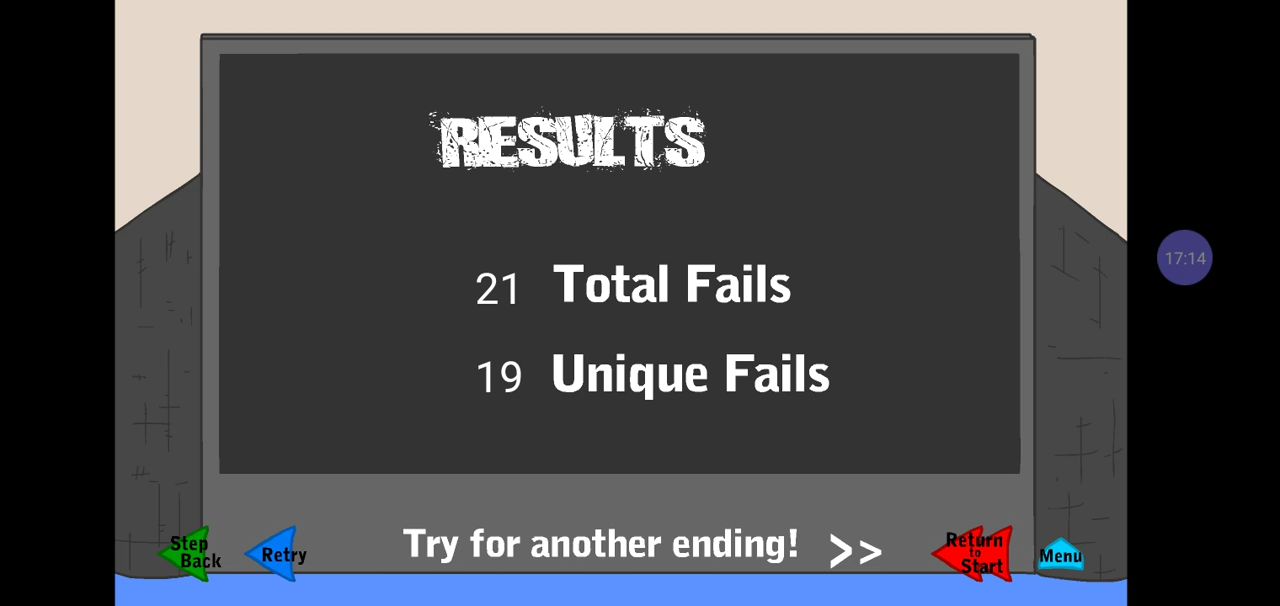 RESULTS
21 Total Fails
17:14
19 Unique Fails
Try for another ending! >>
Step Back
Retry
Return to Start
Menu